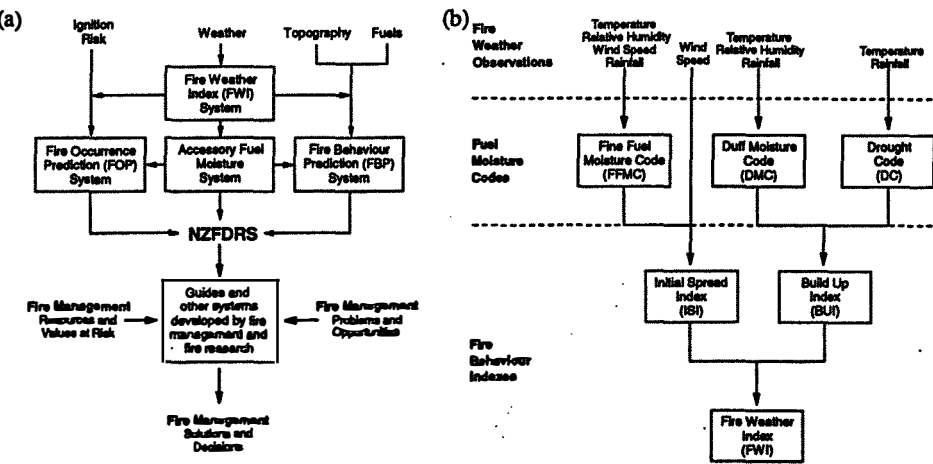 (a)
Ignition
Risk
Weather
Topography
Fuels
Fire Weather
Index (FWI)
System
Fire Occurrence
Prediction (FOP)
System
Accessory Fuel
Moisture
System
Fire Behaviour
Prediction (FBP)
System
NZFDRS
Fire Management
Resources and
Values at Risk
Guides and
other systems
developed by fire
management and
fire research
Fire Management
Problems and
Opportunities
Fire Management
Solutions and
Decisions
(b)
Fire
Weather
Observations
Temperature
Relative Humidity
Wind Speed
Rainfall
Wind
Speed
Temperature
Relative Humidity
Rainfall
Temperature
Rainfall
Fuel
Moisture
Codes
Fine Fuel
Moisture Code
(FFMC)
Duff Moisture
Code
(DMC)
Drought
Code
(DC)
Initial Spread
Index
(ISI)
Build Up
Index
(BUI)
Fire
Behaviour
Indexes
Fire Weather
Index
(FWI)